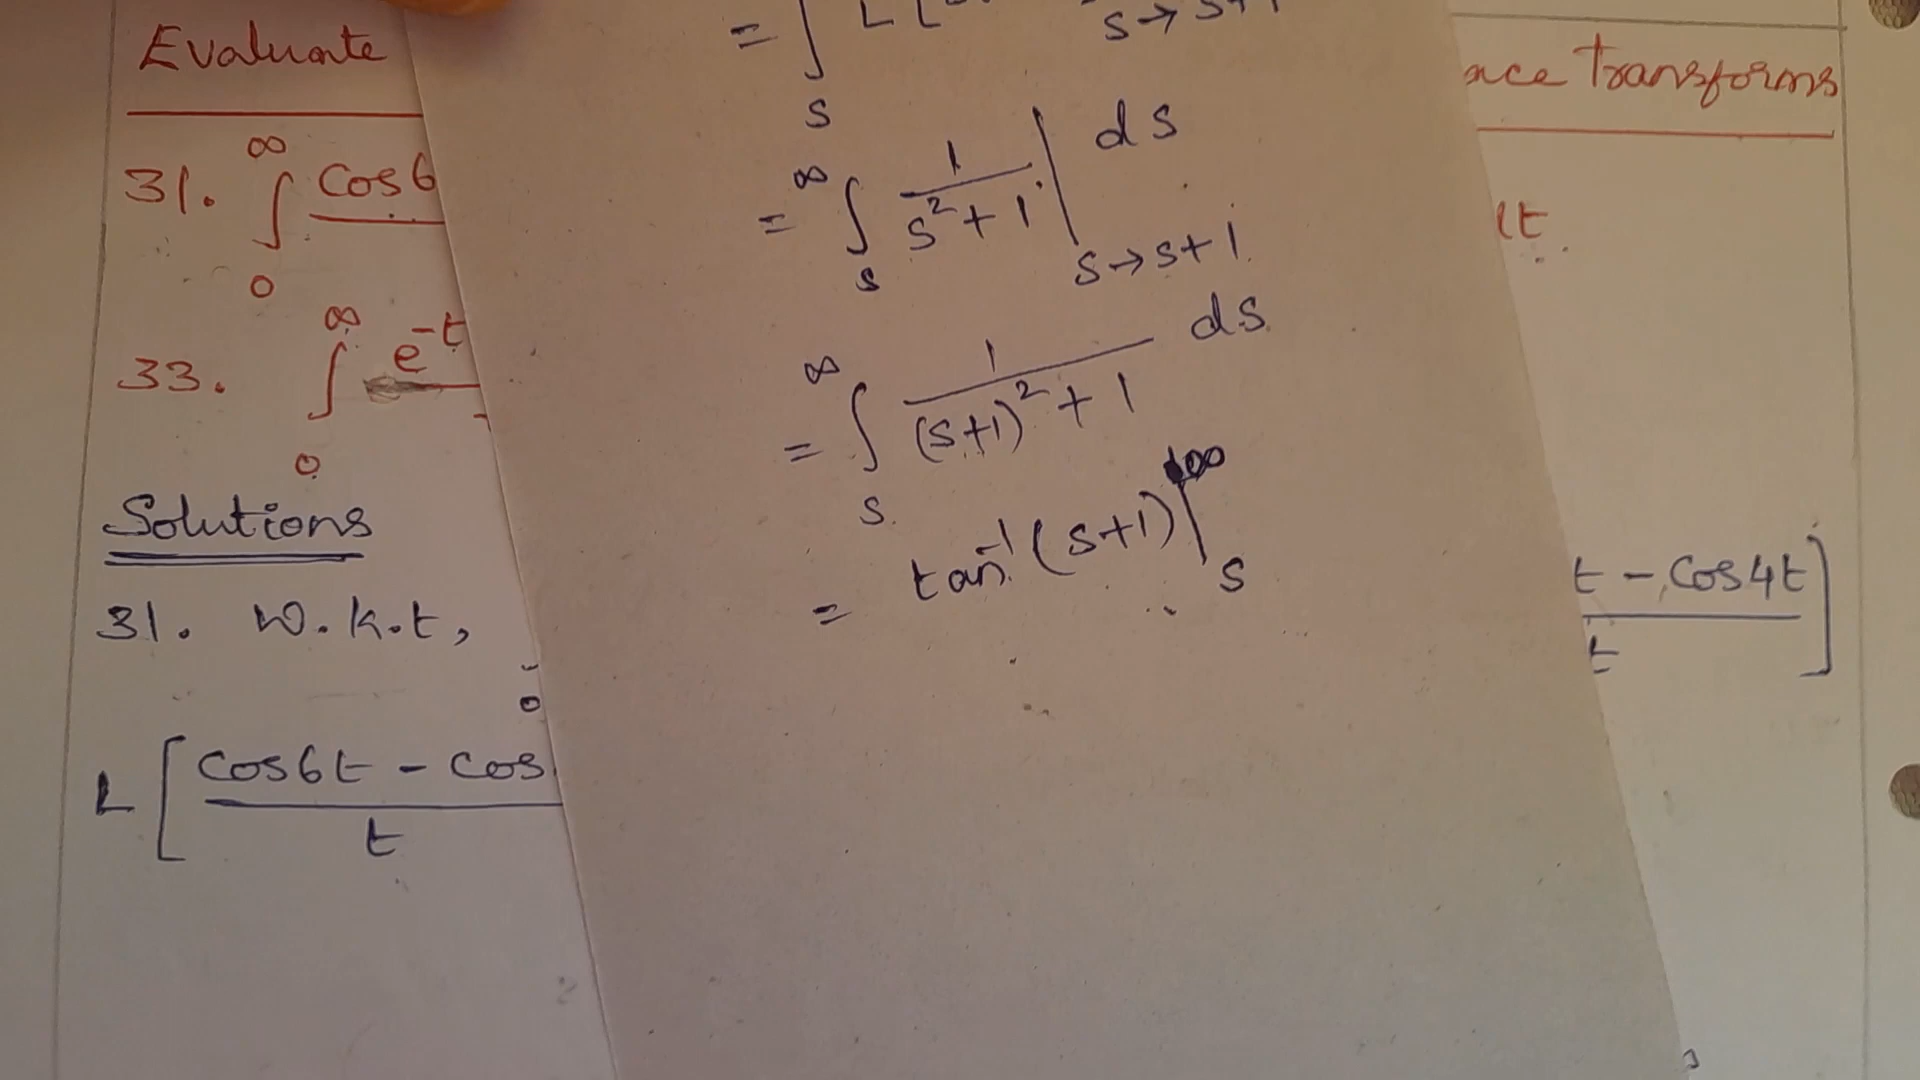 Evaluate
31. ∞ ∫ 0 cos6
33. ∞ ∫ 0 e^-t
Solutions
31. W.K.t,
0
L [ cos6t - cos
t
= ∫ s L [ s→s+1
= ∞ ∫ s 1/(s²+1) | s→s+1 ds
= ∞ ∫ s 1/((s+1)²+1) ds
= tan⁻¹(s+1) | ∞ s
ace Transforms
t - cos4t ]
t